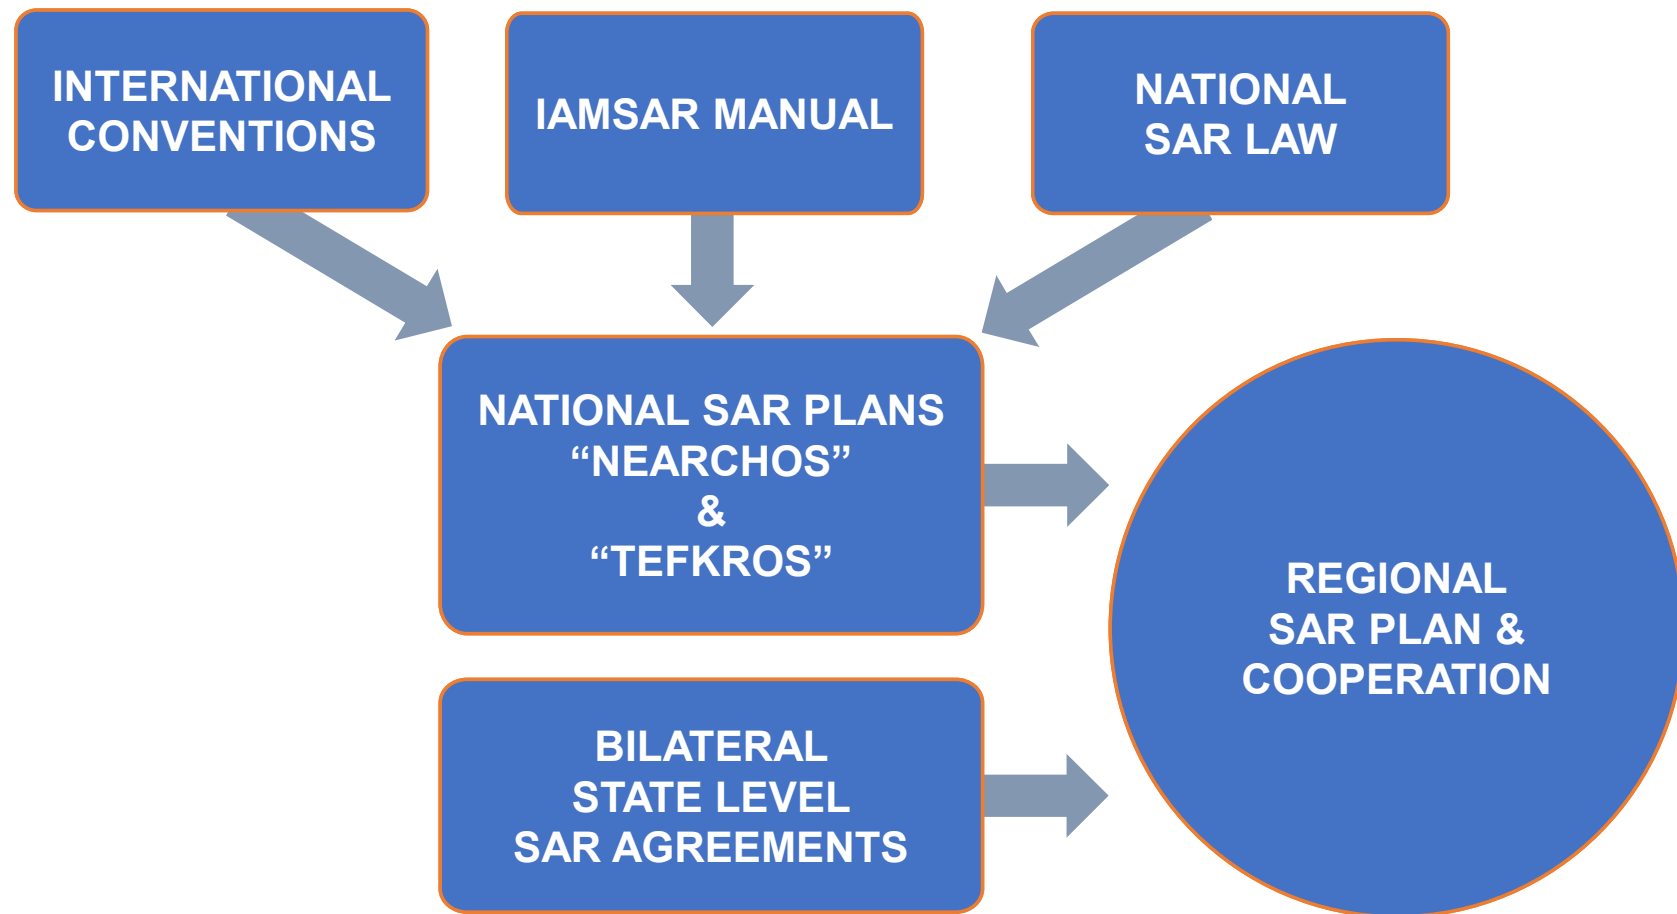 INTERNATIONAL
CONVENTIONS
IAMSAR MANUAL
NATIONAL
SAR LAW
NATIONAL SAR PLANS
“NEARCHOS”
&
“TEFKROS”
REGIONAL
SAR PLAN &
COOPERATION
BILATERAL
STATE LEVEL
SAR AGREEMENTS